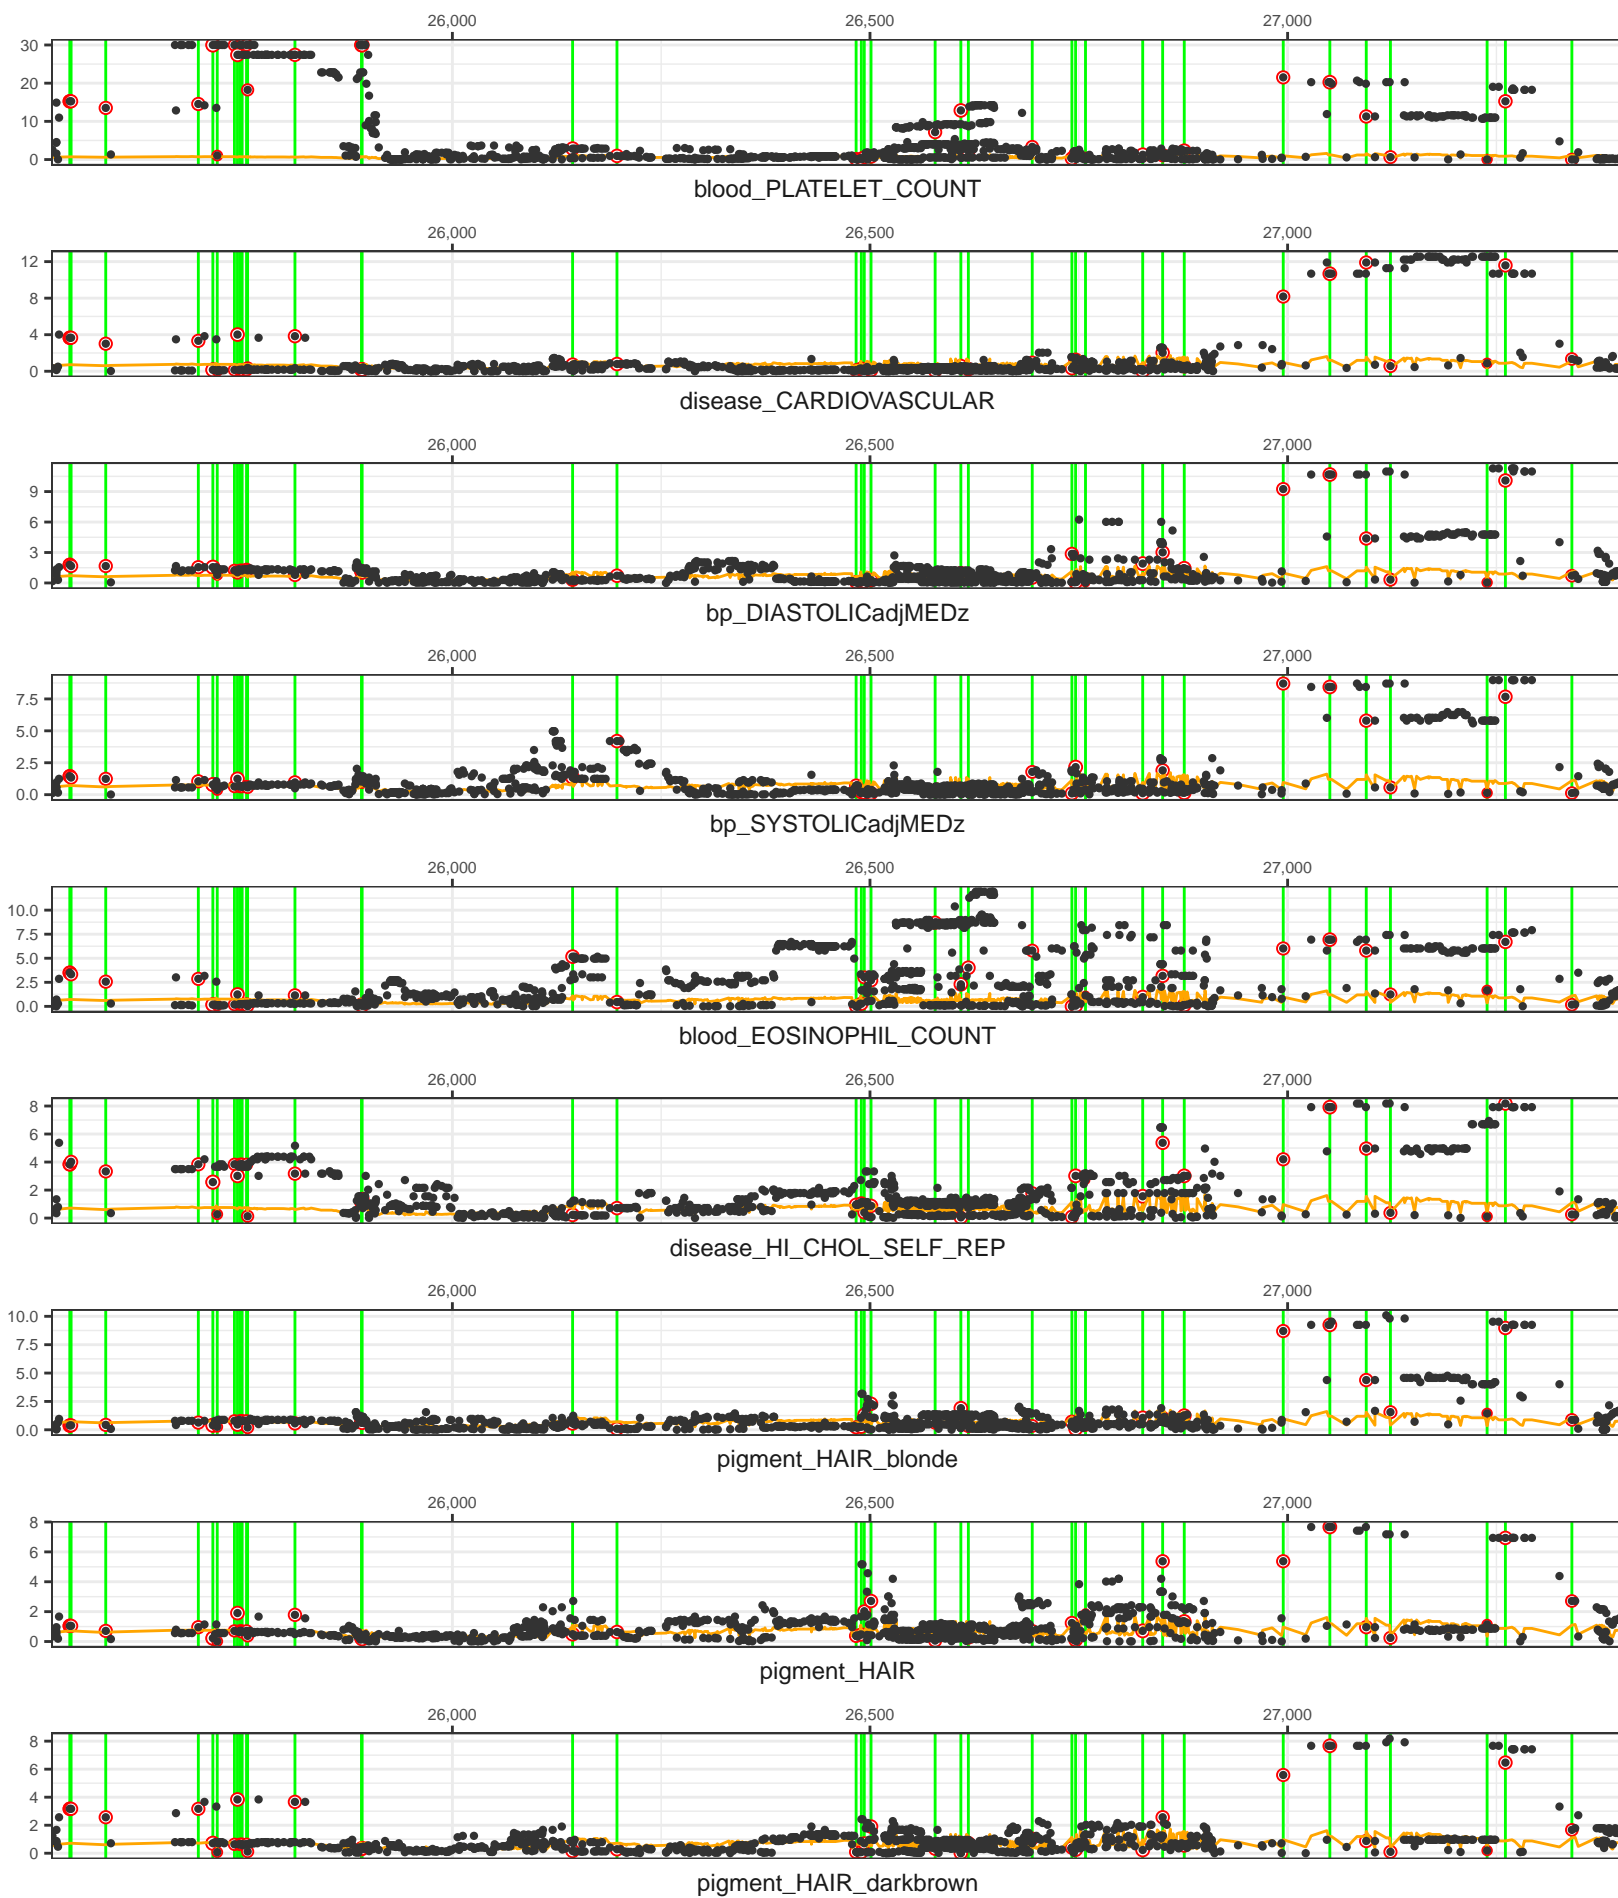 26,000 26,500 27,000
30
20
10
0
blood_PLATELET_COUNT
26,000 26,500 27,000
12
8
4
0
disease_CARDIOVASCULAR
26,000 26,500 27,000
9
6
3
0
bp_DIASTOLICadjMEDz
26,000 26,500 27,000
7.5
5.0
2.5
0.0
bp_SYSTOLICadjMEDz
26,000 26,500 27,000
10.0
7.5
5.0
2.5
0.0
blood_EOSINOPHIL_COUNT
26,000 26,500 27,000
8
6
4
2
0
disease_HI_CHOL_SELF_REP
26,000 26,500 27,000
10.0
7.5
5.0
2.5
0.0
pigment_HAIR_blonde
26,000 26,500 27,000
8
6
4
2
0
pigment_HAIR
26,000 26,500 27,000
8
6
4
2
0
pigment_HAIR_darkbrown